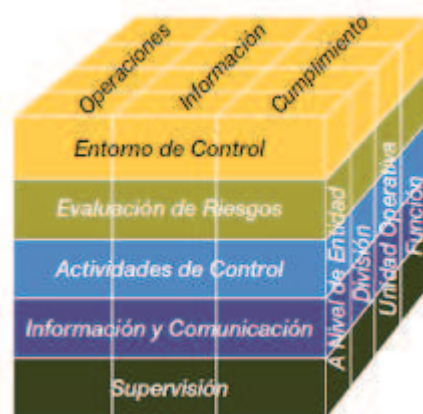 Operaciones
Información
Cumplimiento
Entorno de Control
Evaluación de Riesgos
Actividades de Control
Información y Comunicación
Supervisión
A Nivel de Entidad
División
Unidad Operativa
Función